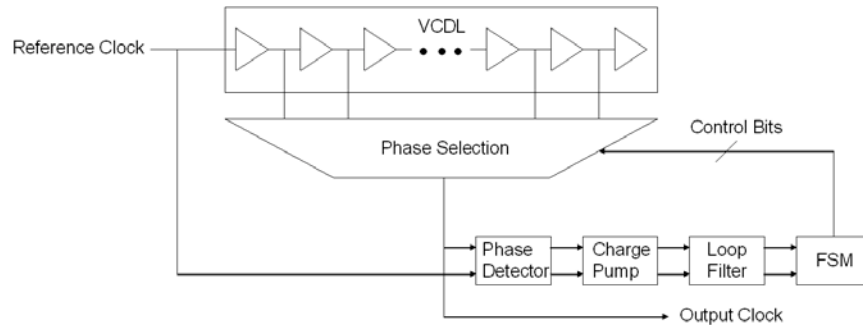 VCDL
Reference Clock
Phase Selection
Control Bits
Phase
Detector
Charge
Pump
Loop
Filter
FSM
Output Clock